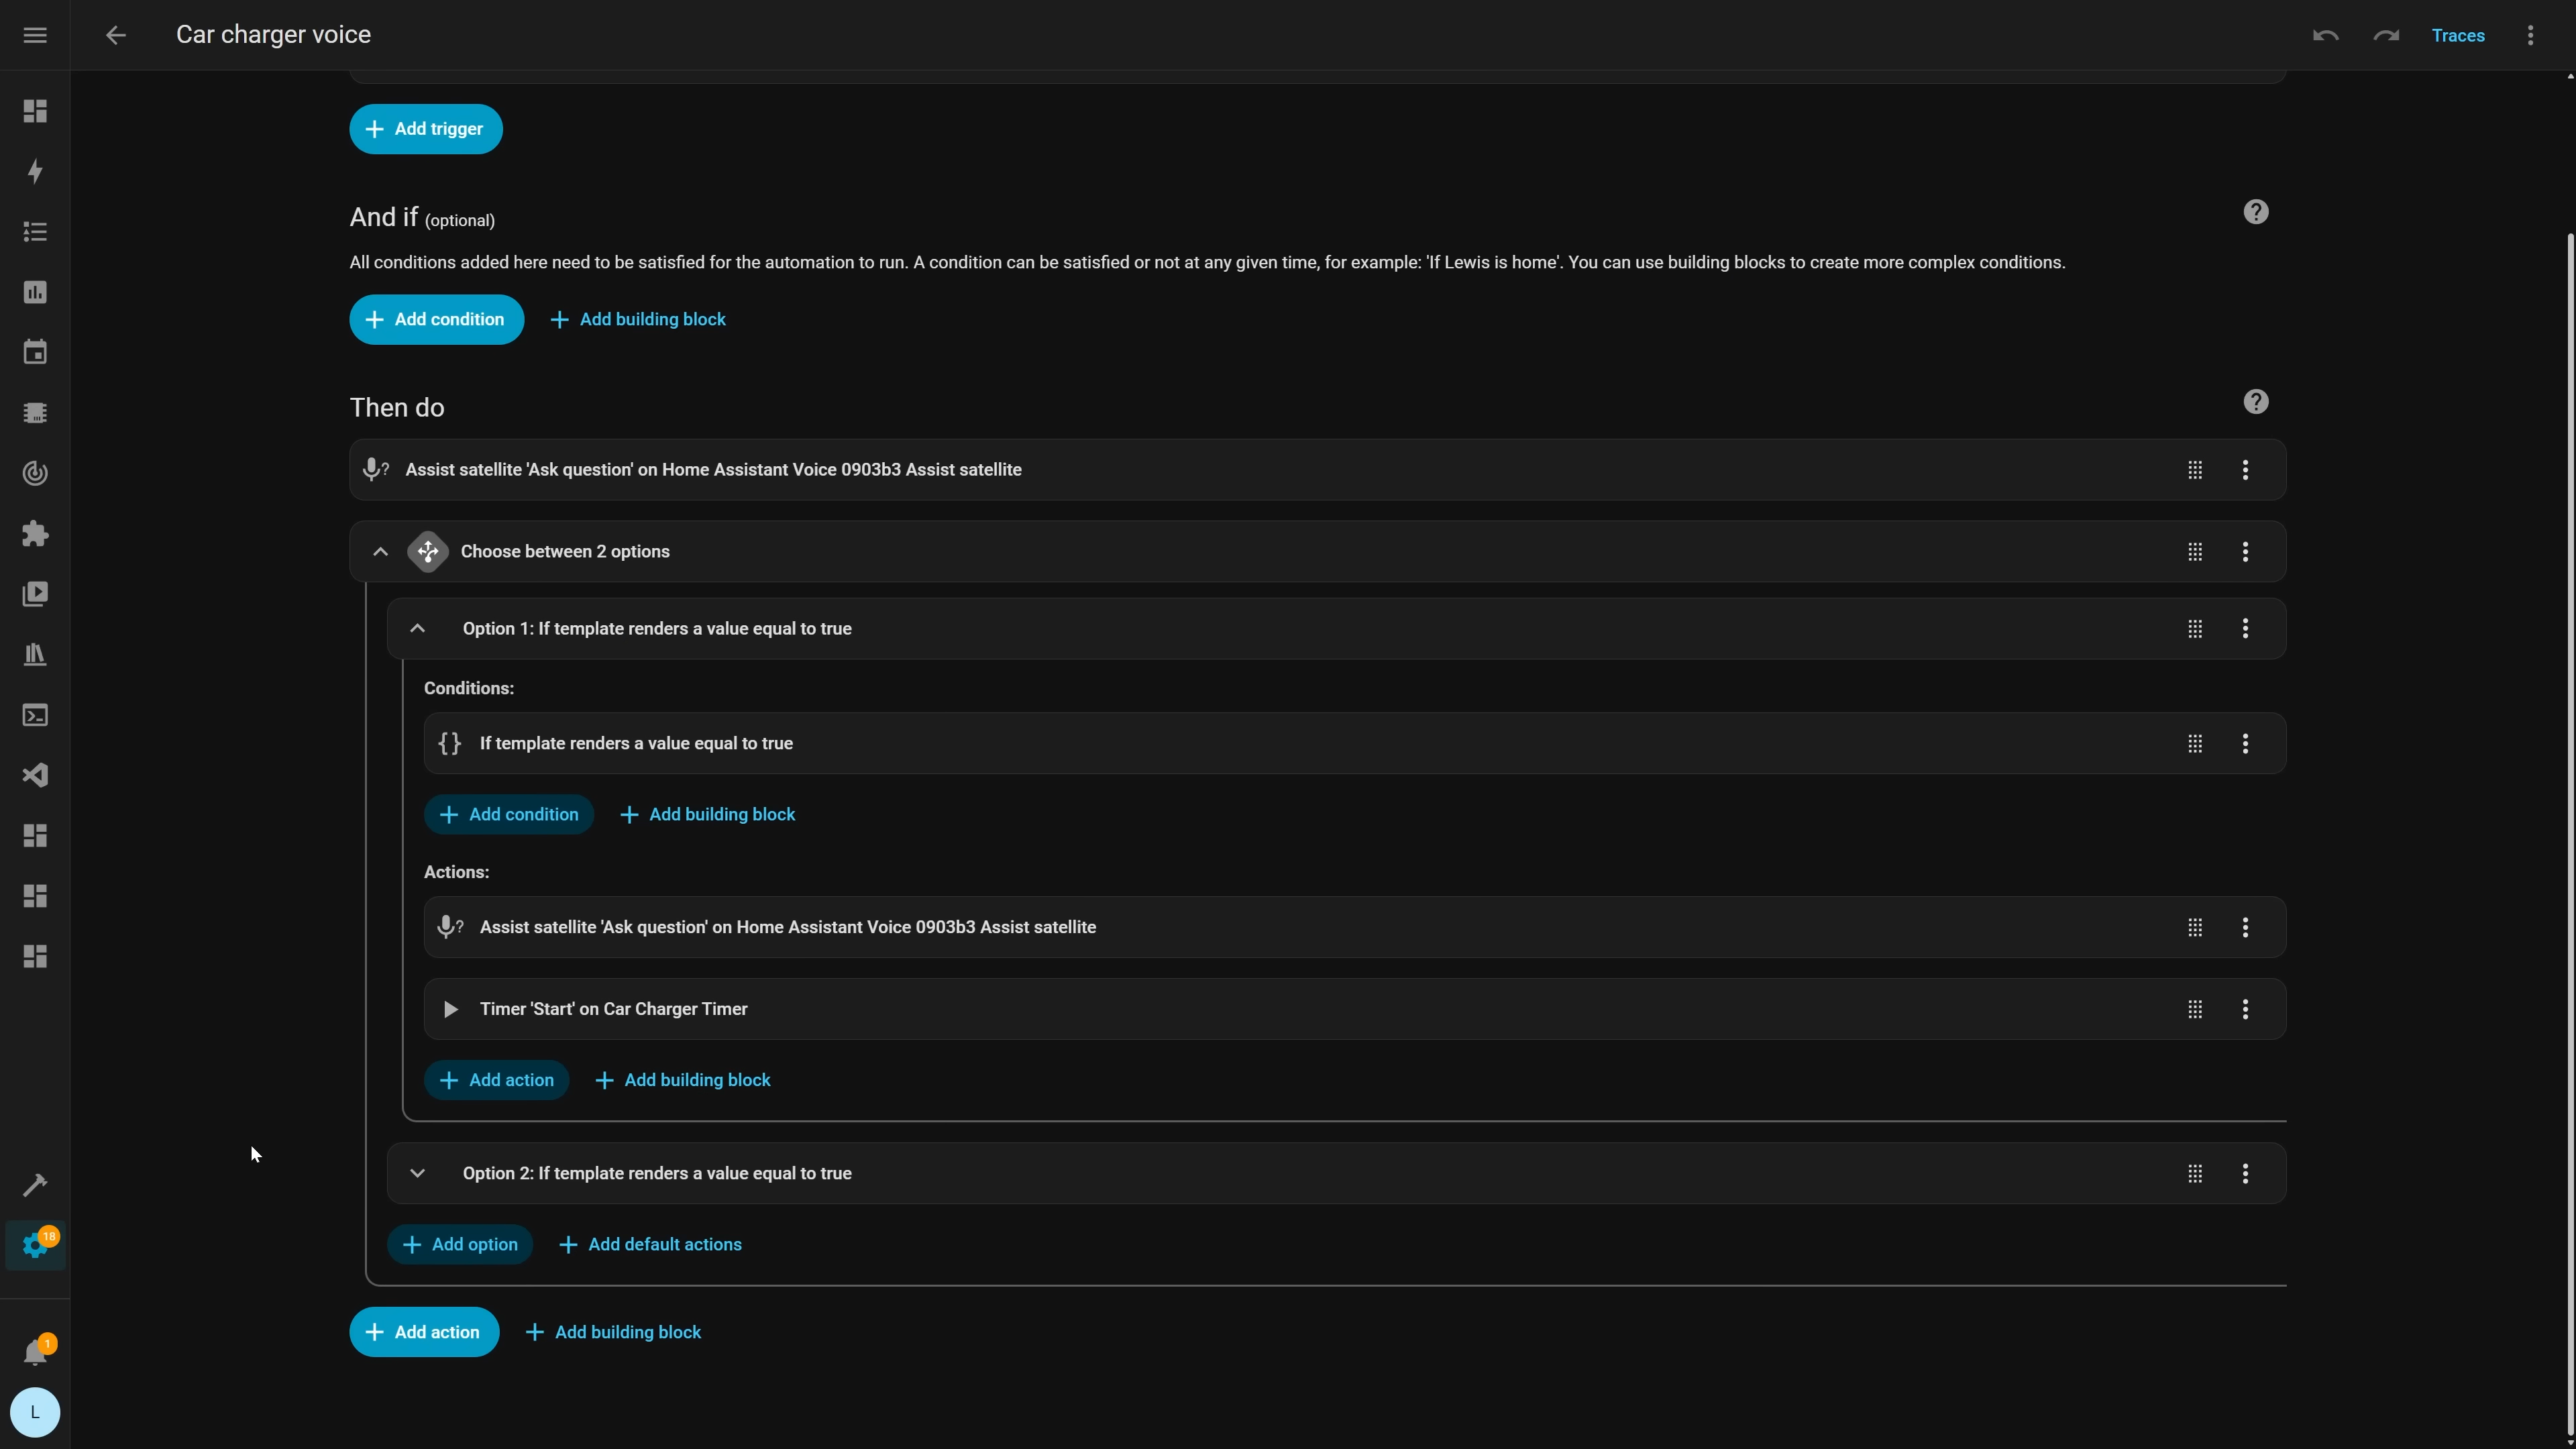 Car charger voice
Traces
Add trigger
And if (optional)
All conditions added here need to be satisfied for the automation to run. A condition can be satisfied or not at any given time, for example: 'If Lewis is home'. You can use building blocks to create more complex conditions.
Add condition
Add building block
Then do
Assist satellite 'Ask question' on Home Assistant Voice 0903b3 Assist satellite
Choose between 2 options
Option 1: If template renders a value equal to true
Conditions:
If template renders a value equal to true
Add condition
Add building block
Actions:
Assist satellite 'Ask question' on Home Assistant Voice 0903b3 Assist satellite
Timer 'Start' on Car Charger Timer
Add action
Add building block
Option 2: If template renders a value equal to true
18
Add option
Add default actions
Add action
Add building block
1
L